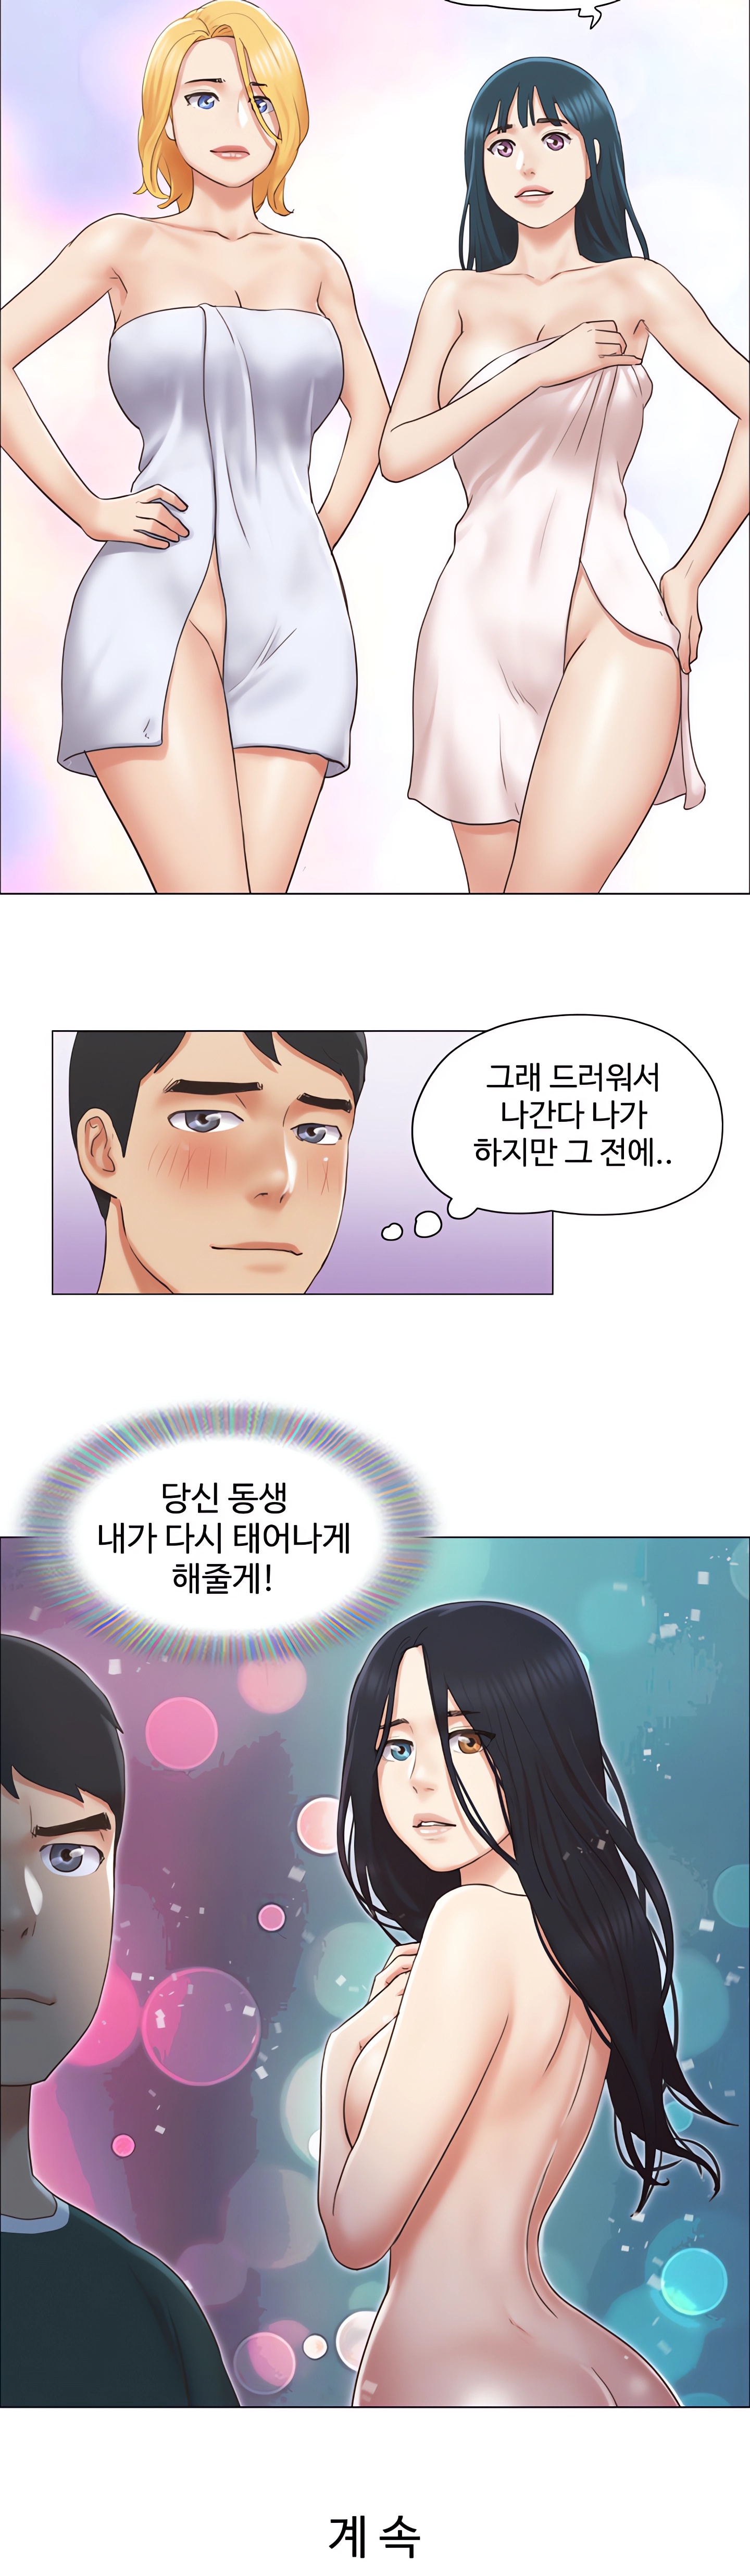 그래 드러워서
나간다 나가
하지만 그 전에..
당신 동생
내가 다시 태어나게
해줄게!
계속